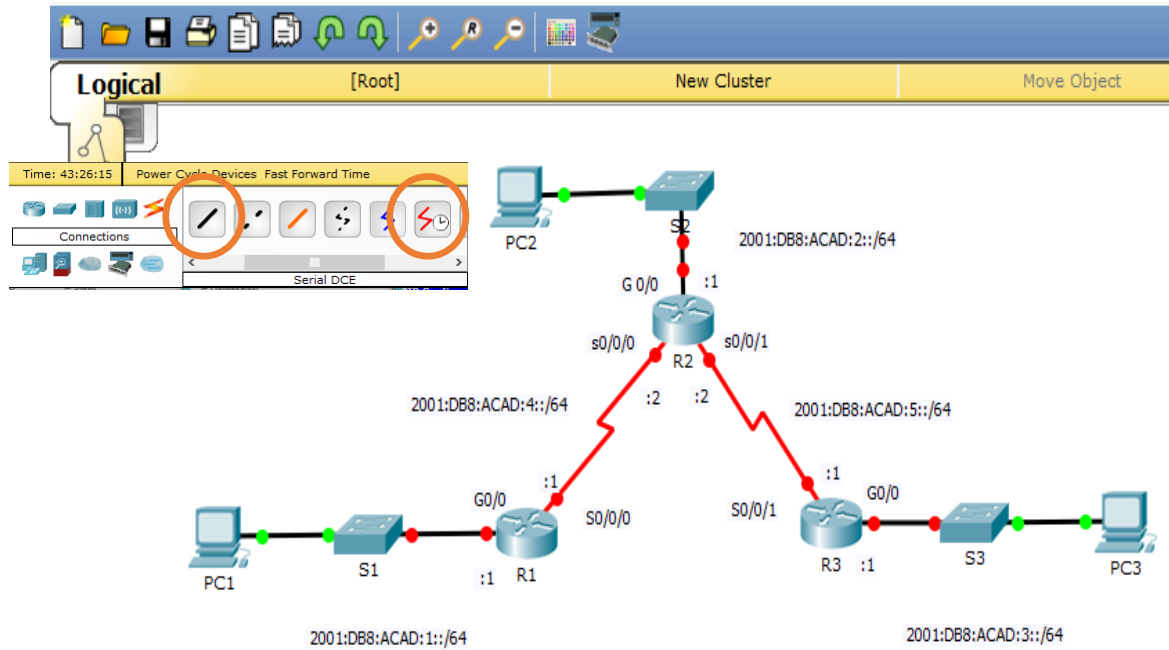 Logical
[Root]
New Cluster
Move Object
Time: 43:26:15
Power Cycle Devices Fast Forward Time
Connections
Serial DCE
PC2
S2
2001:DB8:ACAD:2::/64
G 0/0
:1
s0/0/0
s0/0/1
R2
:2
:2
2001:DB8:ACAD:4::/64
2001:DB8:ACAD:5::/64
:1
:1
G0/0
S0/0/0
S0/0/1
G0/0
PC1
S1
:1
R1
R3
:1
S3
PC3
2001:DB8:ACAD:1::/64
2001:DB8:ACAD:3::/64